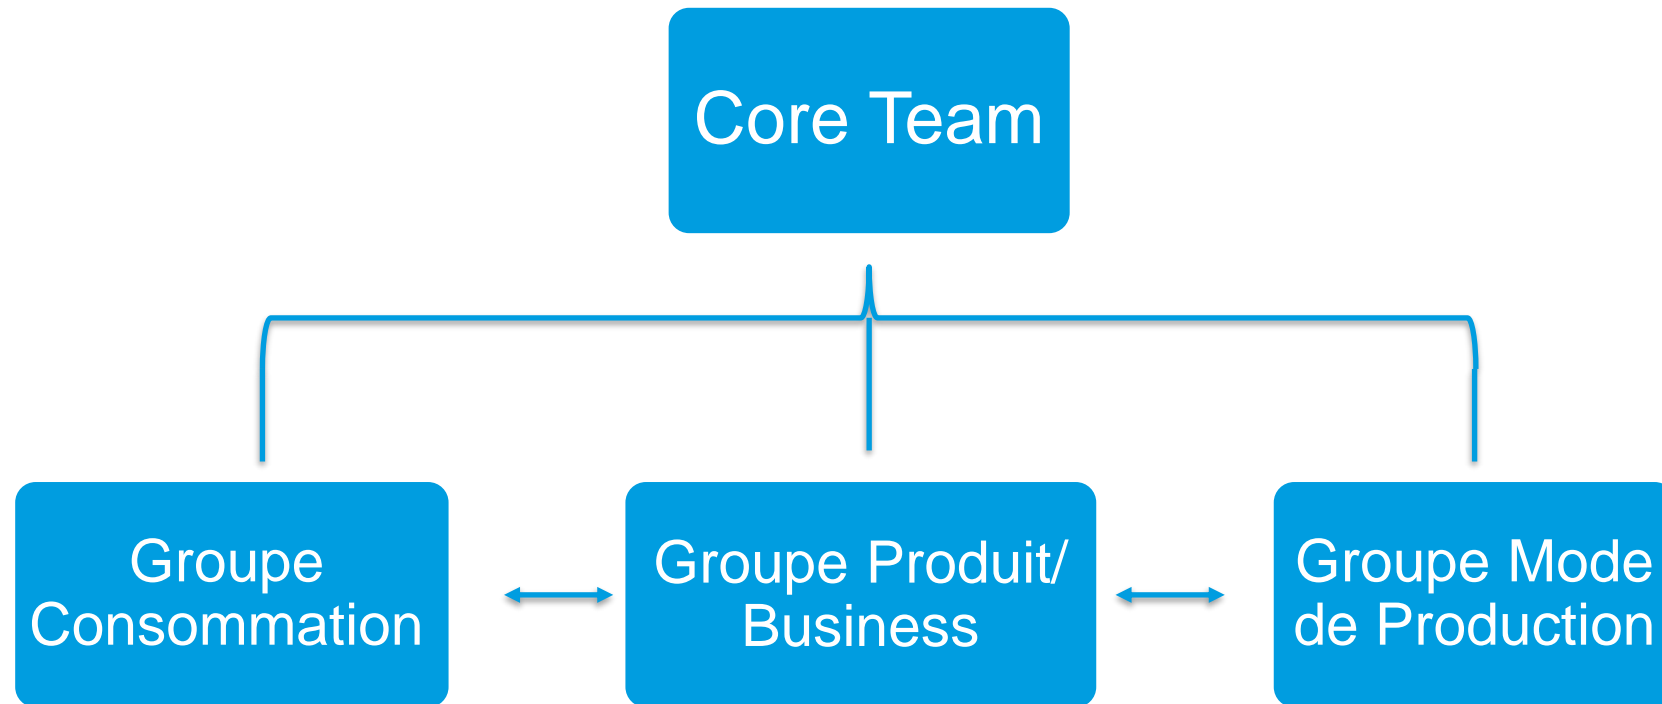 Core Team
Groupe
Consommation
Groupe Produit/
Business
Groupe Mode
de Production